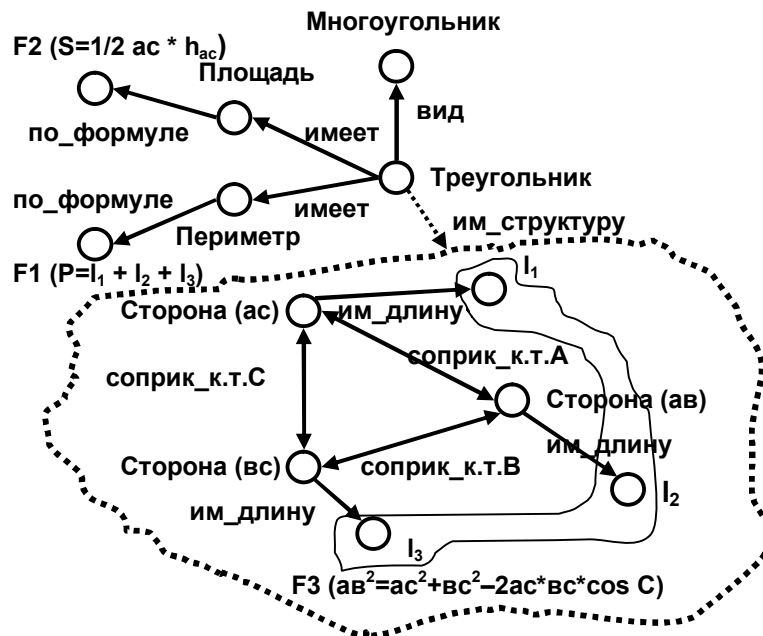 Многоугольник
F2 (S=1/2 ас * hас)
Площадь
вид
по_формуле
имеет
Треугольник
по_формуле
имеет
Периметр
им_структуру
F1 (P=l1 + l2 + l3)
l1
Сторона (ас)
им_длину
соприк_к.т.А
соприк_к.т.С
Сторона (ав)
им_длину
Сторона (вс)
соприк_к.т.В
l2
им_длину
l3
F3 (ав²=ас²+вс²–2ас*вс*cos C)